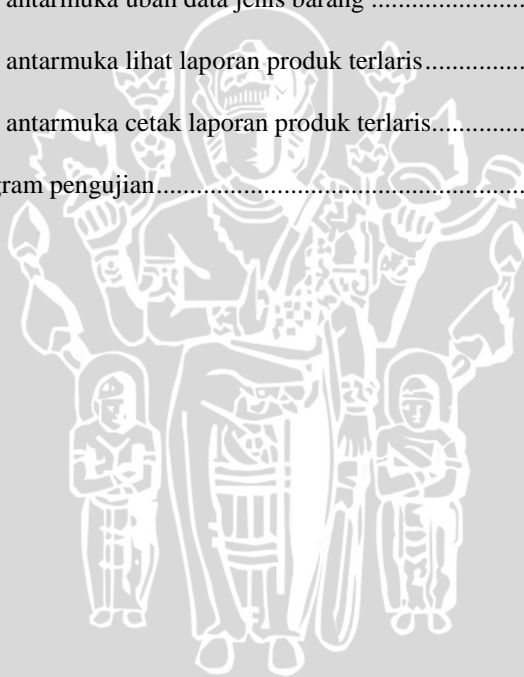 antarmuka ubah data jenis barang ......................
antarmuka lihat laporan produk terlaris................
antarmuka cetak laporan produk terlaris...............
gram pengujian........................................................